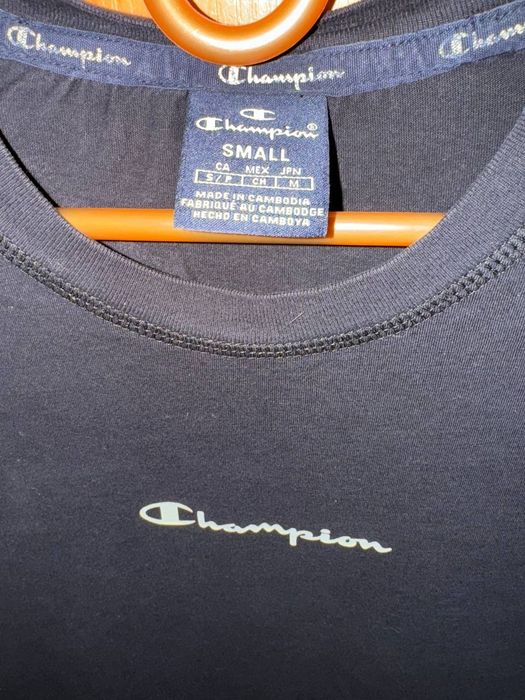 Champion
Champion
Champion
Champion®
SMALL
CA MEX JPN
S/P CH M
MADE IN CAMBODIA
FABRIQUÉ AU CAMBODGE
HECHO EN CAMBOYA
Champion